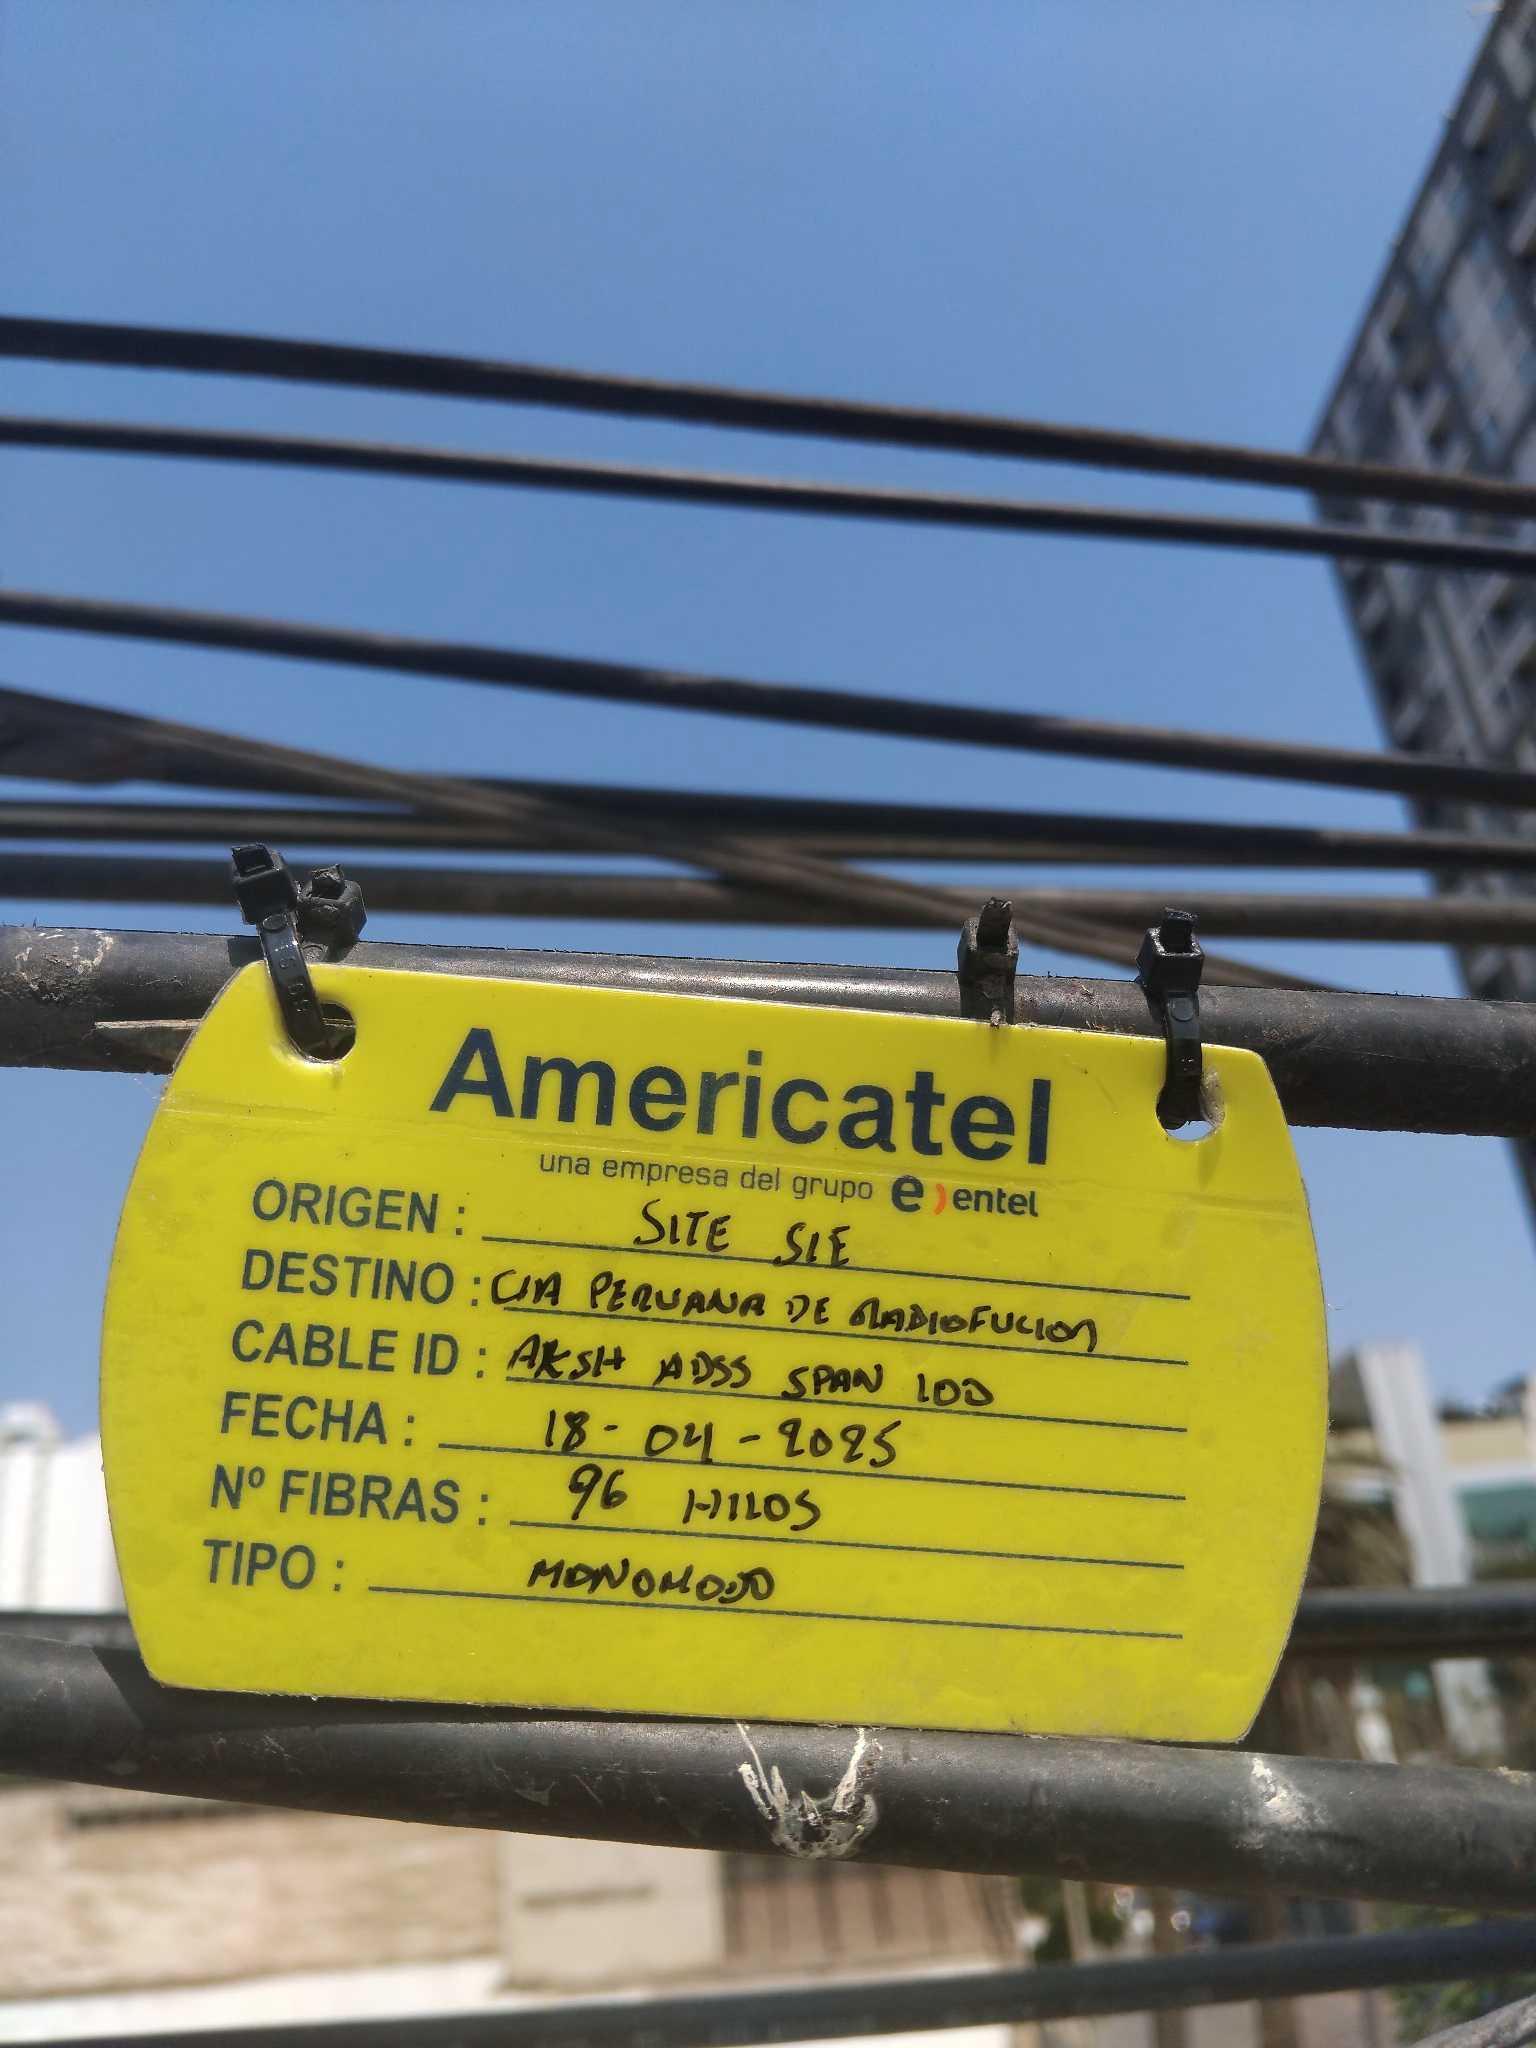 Americatel
una empresa del grupo e) entel
ORIGEN : SITE SIE
DESTINO : CIA PERUANA DE RADIOFUCION
CABLE ID : AKSH ADSS SPAN 100
FECHA : 18-04-2025
Nº FIBRAS : 96 HILOS
TIPO : MONOMODO